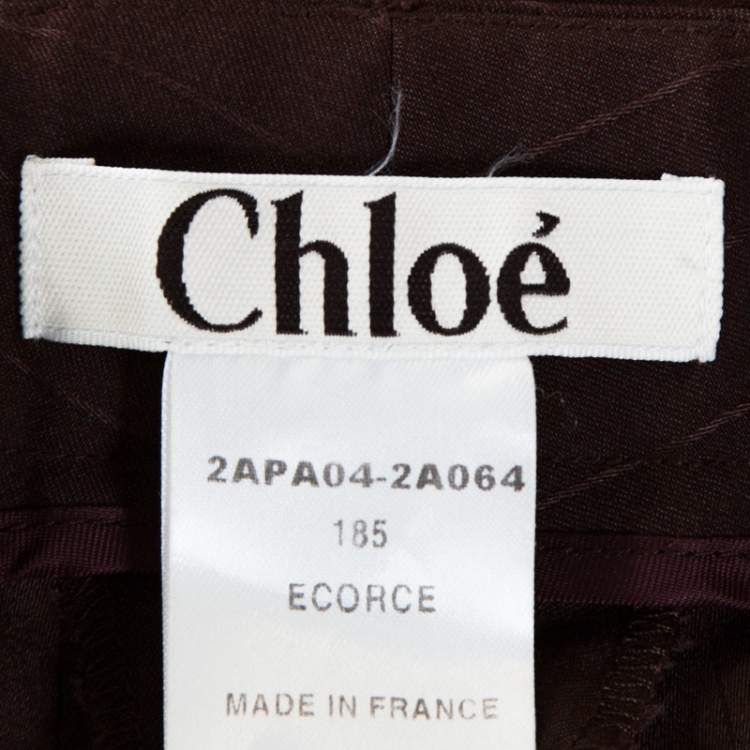 Chloé
2APA04-2A064
185
ECORCE
MADE IN FRANCE